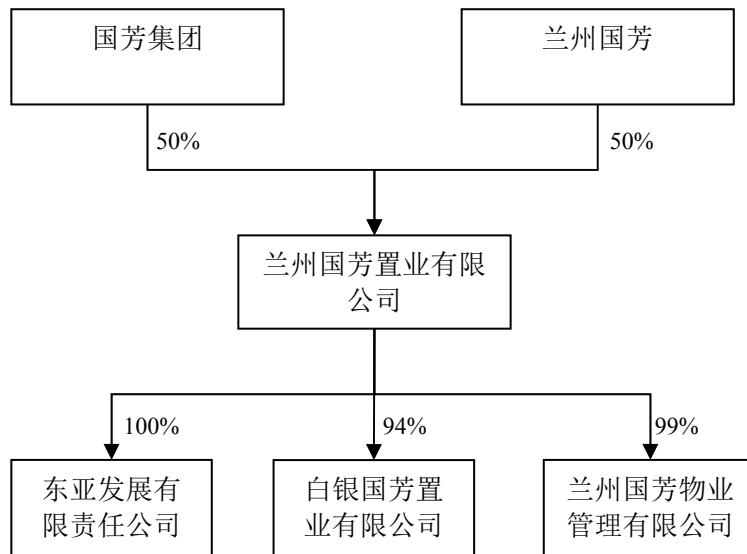 国芳集团
兰州国芳
50%
50%
兰州国芳置业有限
公司
100%
94%
99%
东亚发展有
限责任公司
白银国芳置
业有限公司
兰州国芳物业
管理有限公司